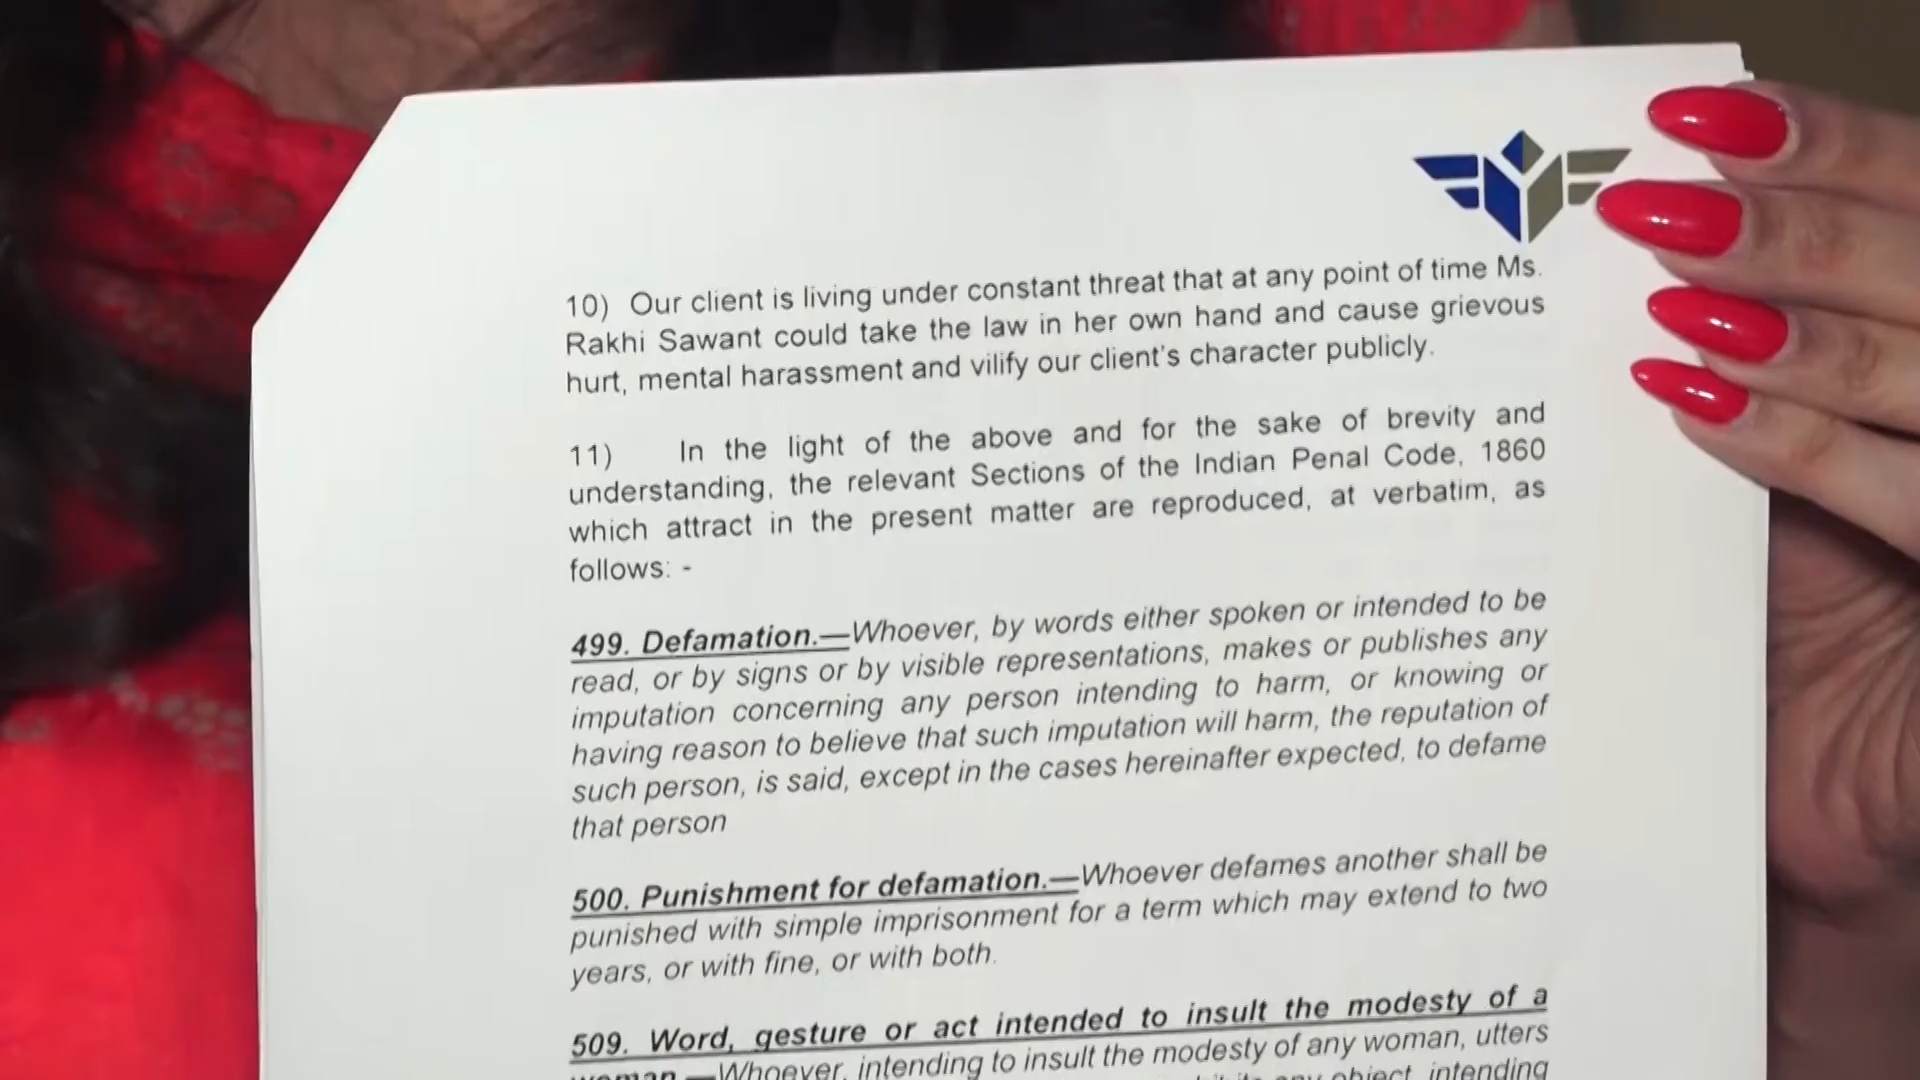 10) Our client is living under constant threat that at any point of time Ms.
Rakhi Sawant could take the law in her own hand and cause grievous
hurt, mental harassment and vilify our client's character publicly.
11) In the light of the above and for the sake of brevity and
understanding, the relevant Sections of the Indian Penal Code, 1860
which attract in the present matter are reproduced, at verbatim, as
follows: -
499. Defamation.—Whoever, by words either spoken or intended to be
read, or by signs or by visible representations, makes or publishes any
imputation concerning any person intending to harm, or knowing or
having reason to believe that such imputation will harm, the reputation of
such person, is said, except in the cases hereinafter expected, to defame
that person
500. Punishment for defamation.—Whoever defames another shall be
punished with simple imprisonment for a term which may extend to two
years, or with fine, or with both.
509. Word, gesture or act intended to insult the modesty of a
woman.—Whoever, intending to insult the modesty of any woman, utters
any object, intending